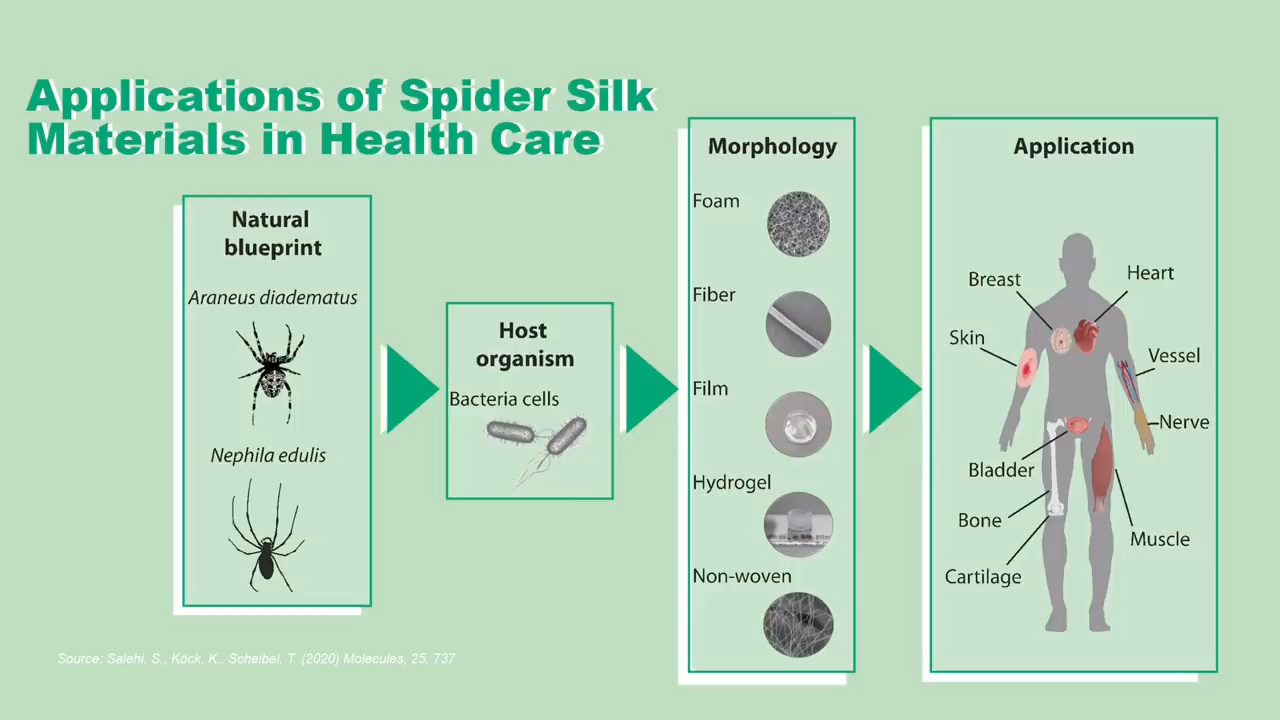 Applications of Spider Silk
Materials in Health Care
Natural
blueprint
Araneus diadematus
Nephila edulis
Host
organism
Bacteria cells
Morphology
Foam
Fiber
Film
Hydrogel
Non-woven
Application
Breast
Heart
Skin
Vessel
Nerve
Bladder
Bone
Muscle
Cartilage
Source: Salehi, S., Köck, K.. Scheibel, T. (2020) Molecules, 25, 737